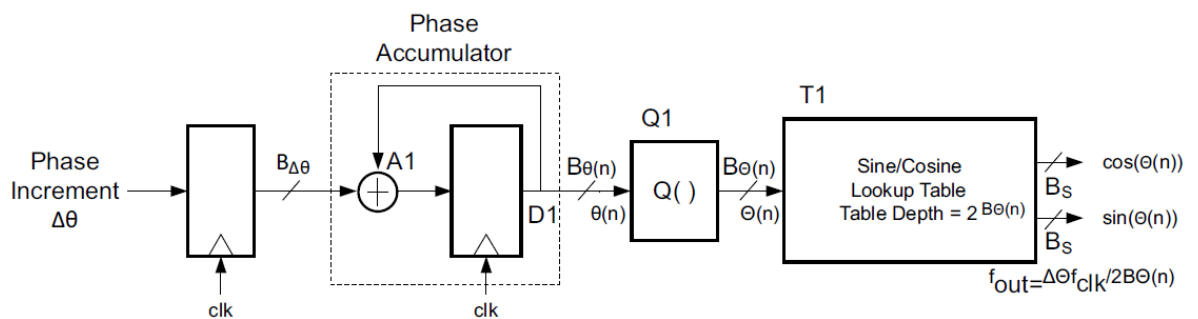 Phase
Accumulator
T1
Q1
Phase
Increment
Δθ
BΔθ
A1
D1
Bθ(n)
θ(n)
Q( )
BΘ(n)
Θ(n)
Sine/Cosine
Lookup Table
Table Depth = 2 BΘ(n)
BS
cos(Θ(n))
BS
sin(Θ(n))
fout=ΔΘfclk/2BΘ(n)
clk
clk